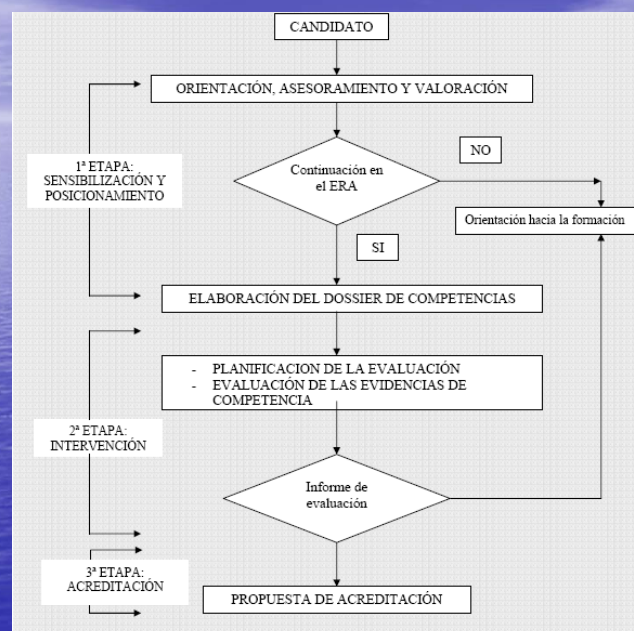 CANDIDATO
ORIENTACIÓN, ASESORAMIENTO Y VALORACIÓN
NO
1ª ETAPA:
SENSIBILIZACIÓN Y
POSICIONAMIENTO
Continuación en
el ERA
Orientación hacia la formación
SI
ELABORACIÓN DEL DOSSIER DE COMPETENCIAS
- PLANIFICACION DE LA EVALUACIÓN
- EVALUACIÓN DE LAS EVIDENCIAS DE
COMPETENCIA
2ª ETAPA:
INTERVENCIÓN
Informe de
evaluación
3ª ETAPA:
ACREDITACIÓN
PROPUESTA DE ACREDITACIÓN